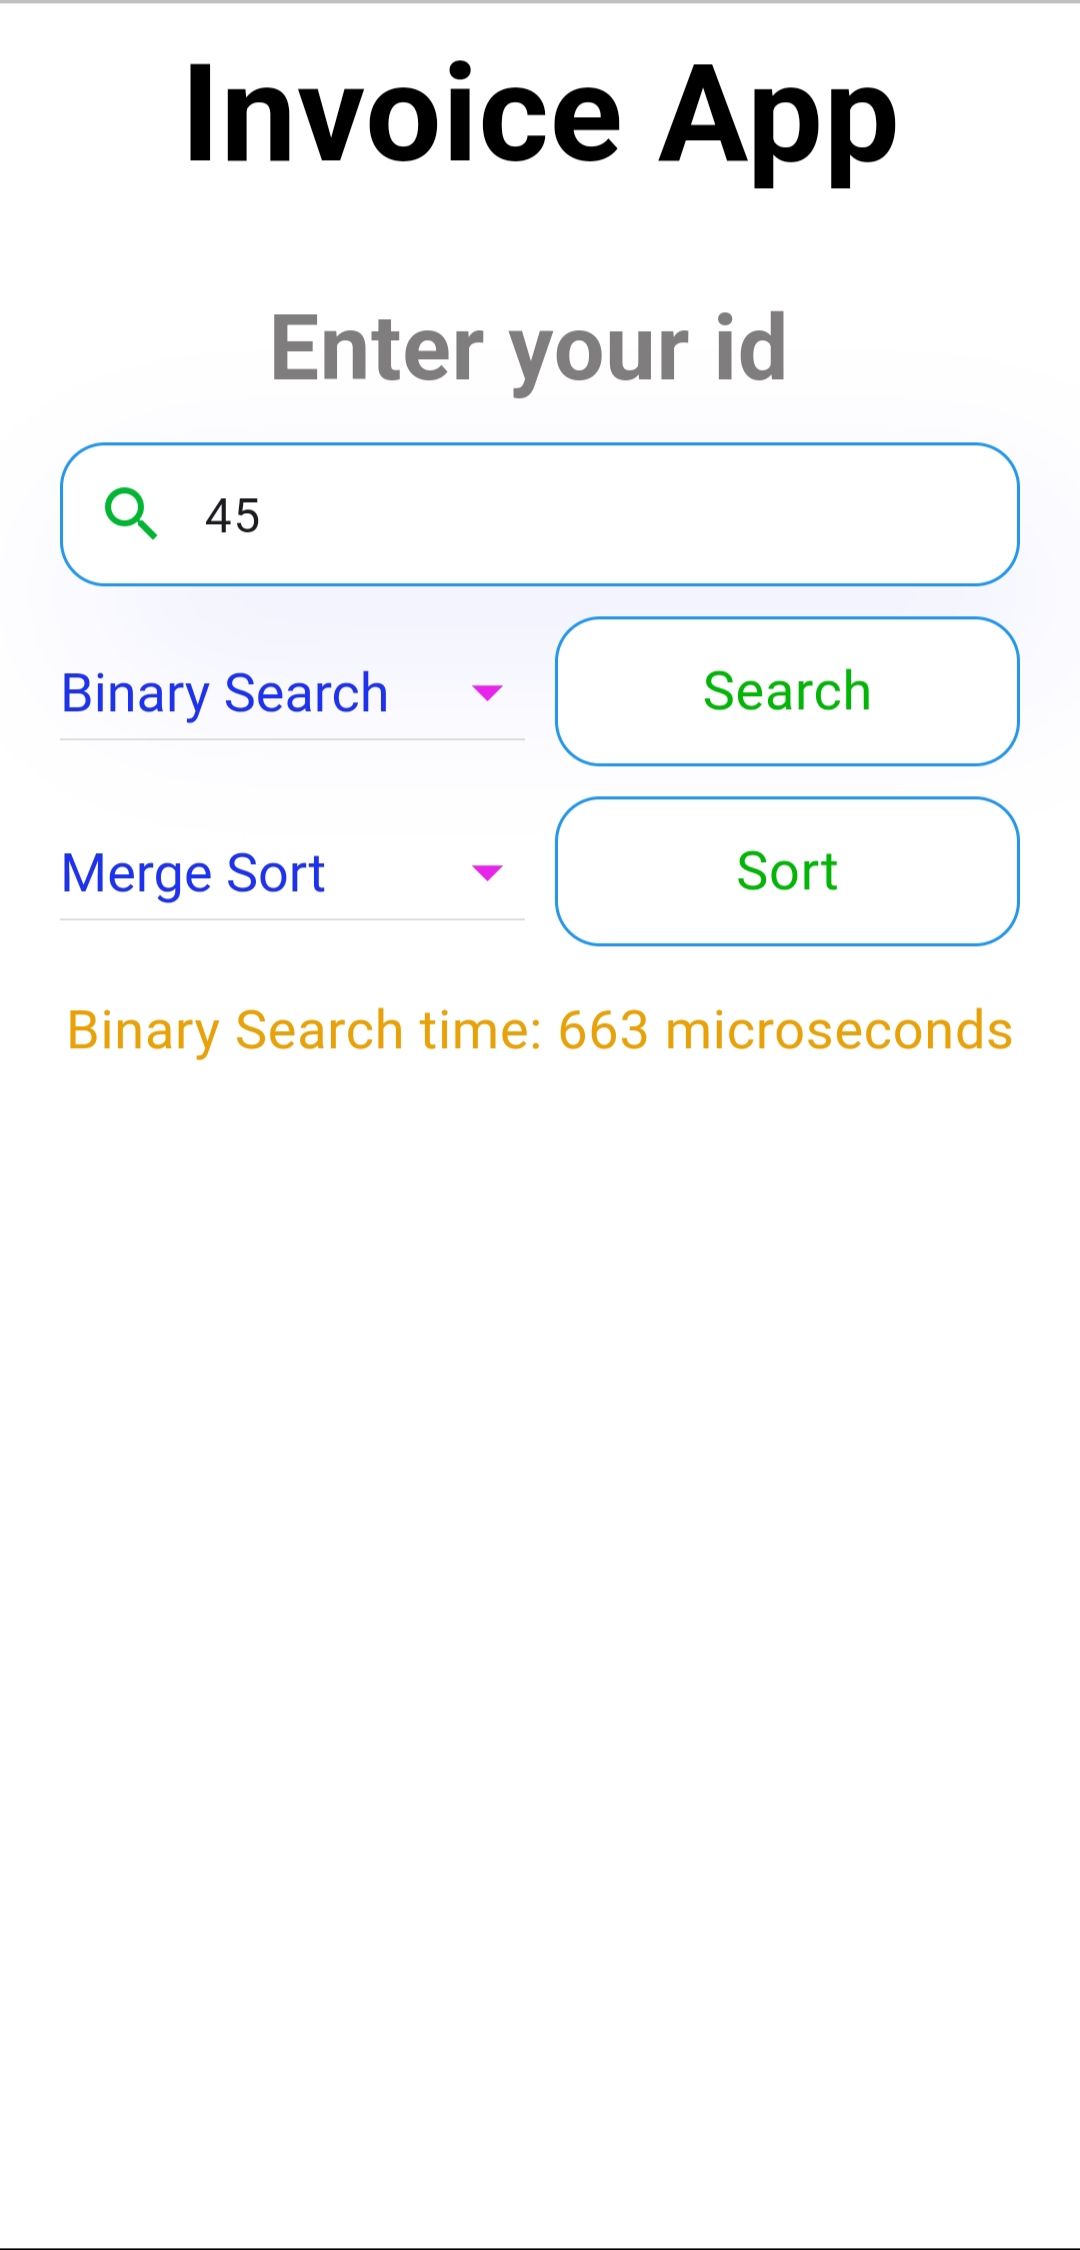 Invoice App
Enter your id
45
Binary Search
Search
Merge Sort
Sort
Binary Search time: 663 microseconds